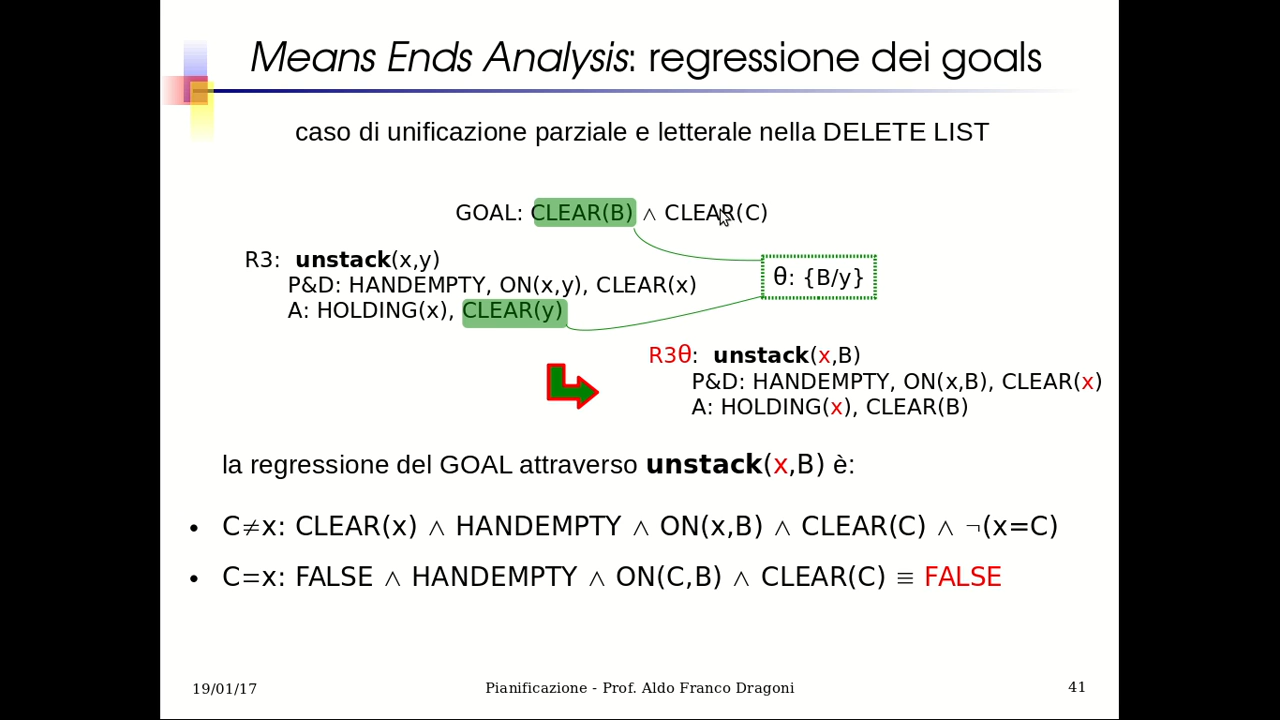 Means Ends Analysis: regressione dei goals
caso di unificazione parziale e letterale nella DELETE LIST
GOAL: CLEAR(B) ∧ CLEAR(C)
R3: unstack(x,y)
P&D: HANDEMPTY, ON(x,y), CLEAR(x)
A: HOLDING(x), CLEAR(y)
θ: {B/y}
R3θ: unstack(x,B)
P&D: HANDEMPTY, ON(x,B), CLEAR(x)
A: HOLDING(x), CLEAR(B)
la regressione del GOAL attraverso unstack(x,B) è:
• C≠x: CLEAR(x) ∧ HANDEMPTY ∧ ON(x,B) ∧ CLEAR(C) ∧ ¬(x=C)
• C=x: FALSE ∧ HANDEMPTY ∧ ON(C,B) ∧ CLEAR(C) ≡ FALSE
19/01/17 Pianificazione - Prof. Aldo Franco Dragoni 41